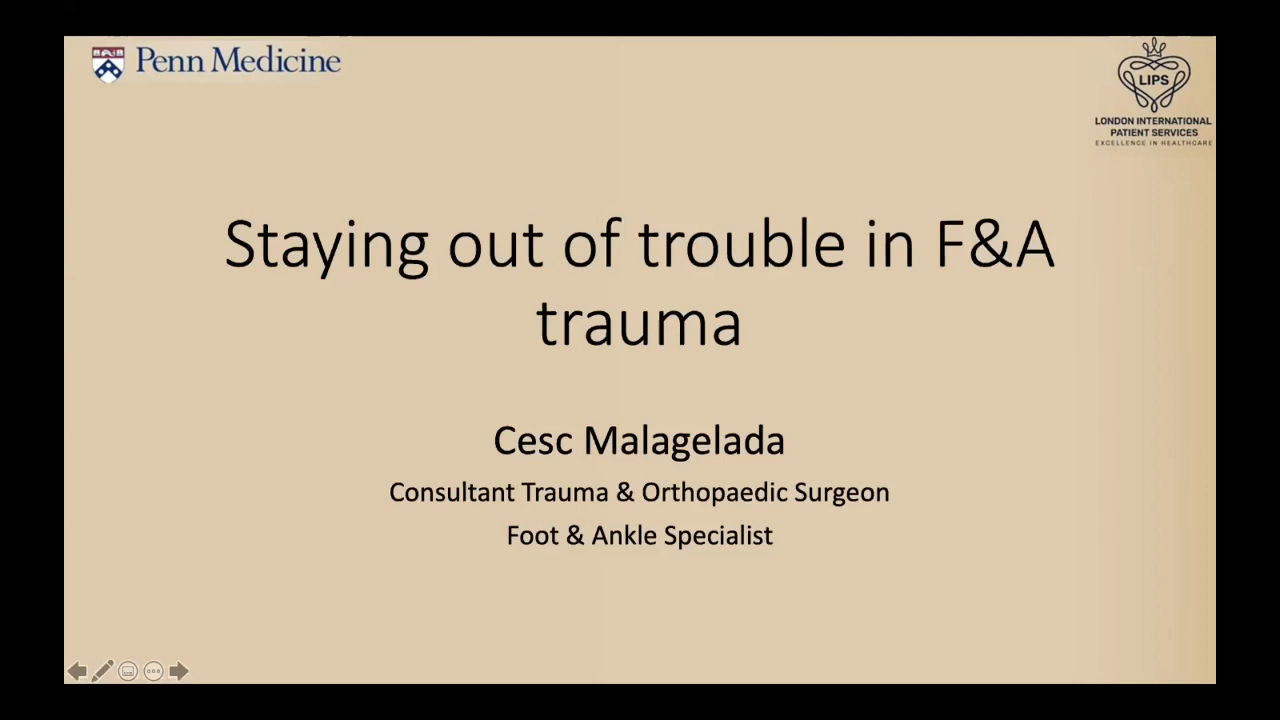 Penn Medicine
LIPS
LONDON INTERNATIONAL
PATIENT SERVICES
EXCELLENCE IN HEALTHCARE
Staying out of trouble in F&A
trauma
Cesc Malagelada
Consultant Trauma & Orthopaedic Surgeon
Foot & Ankle Specialist